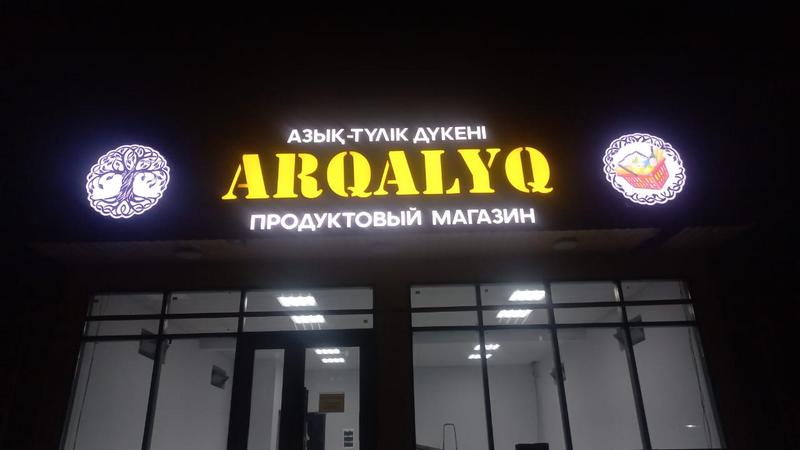 АЗЫҚ-ТҮЛІК ДҮКЕНІ
ARQALYQ
ПРОДУКТОВЫЙ МАГАЗИН